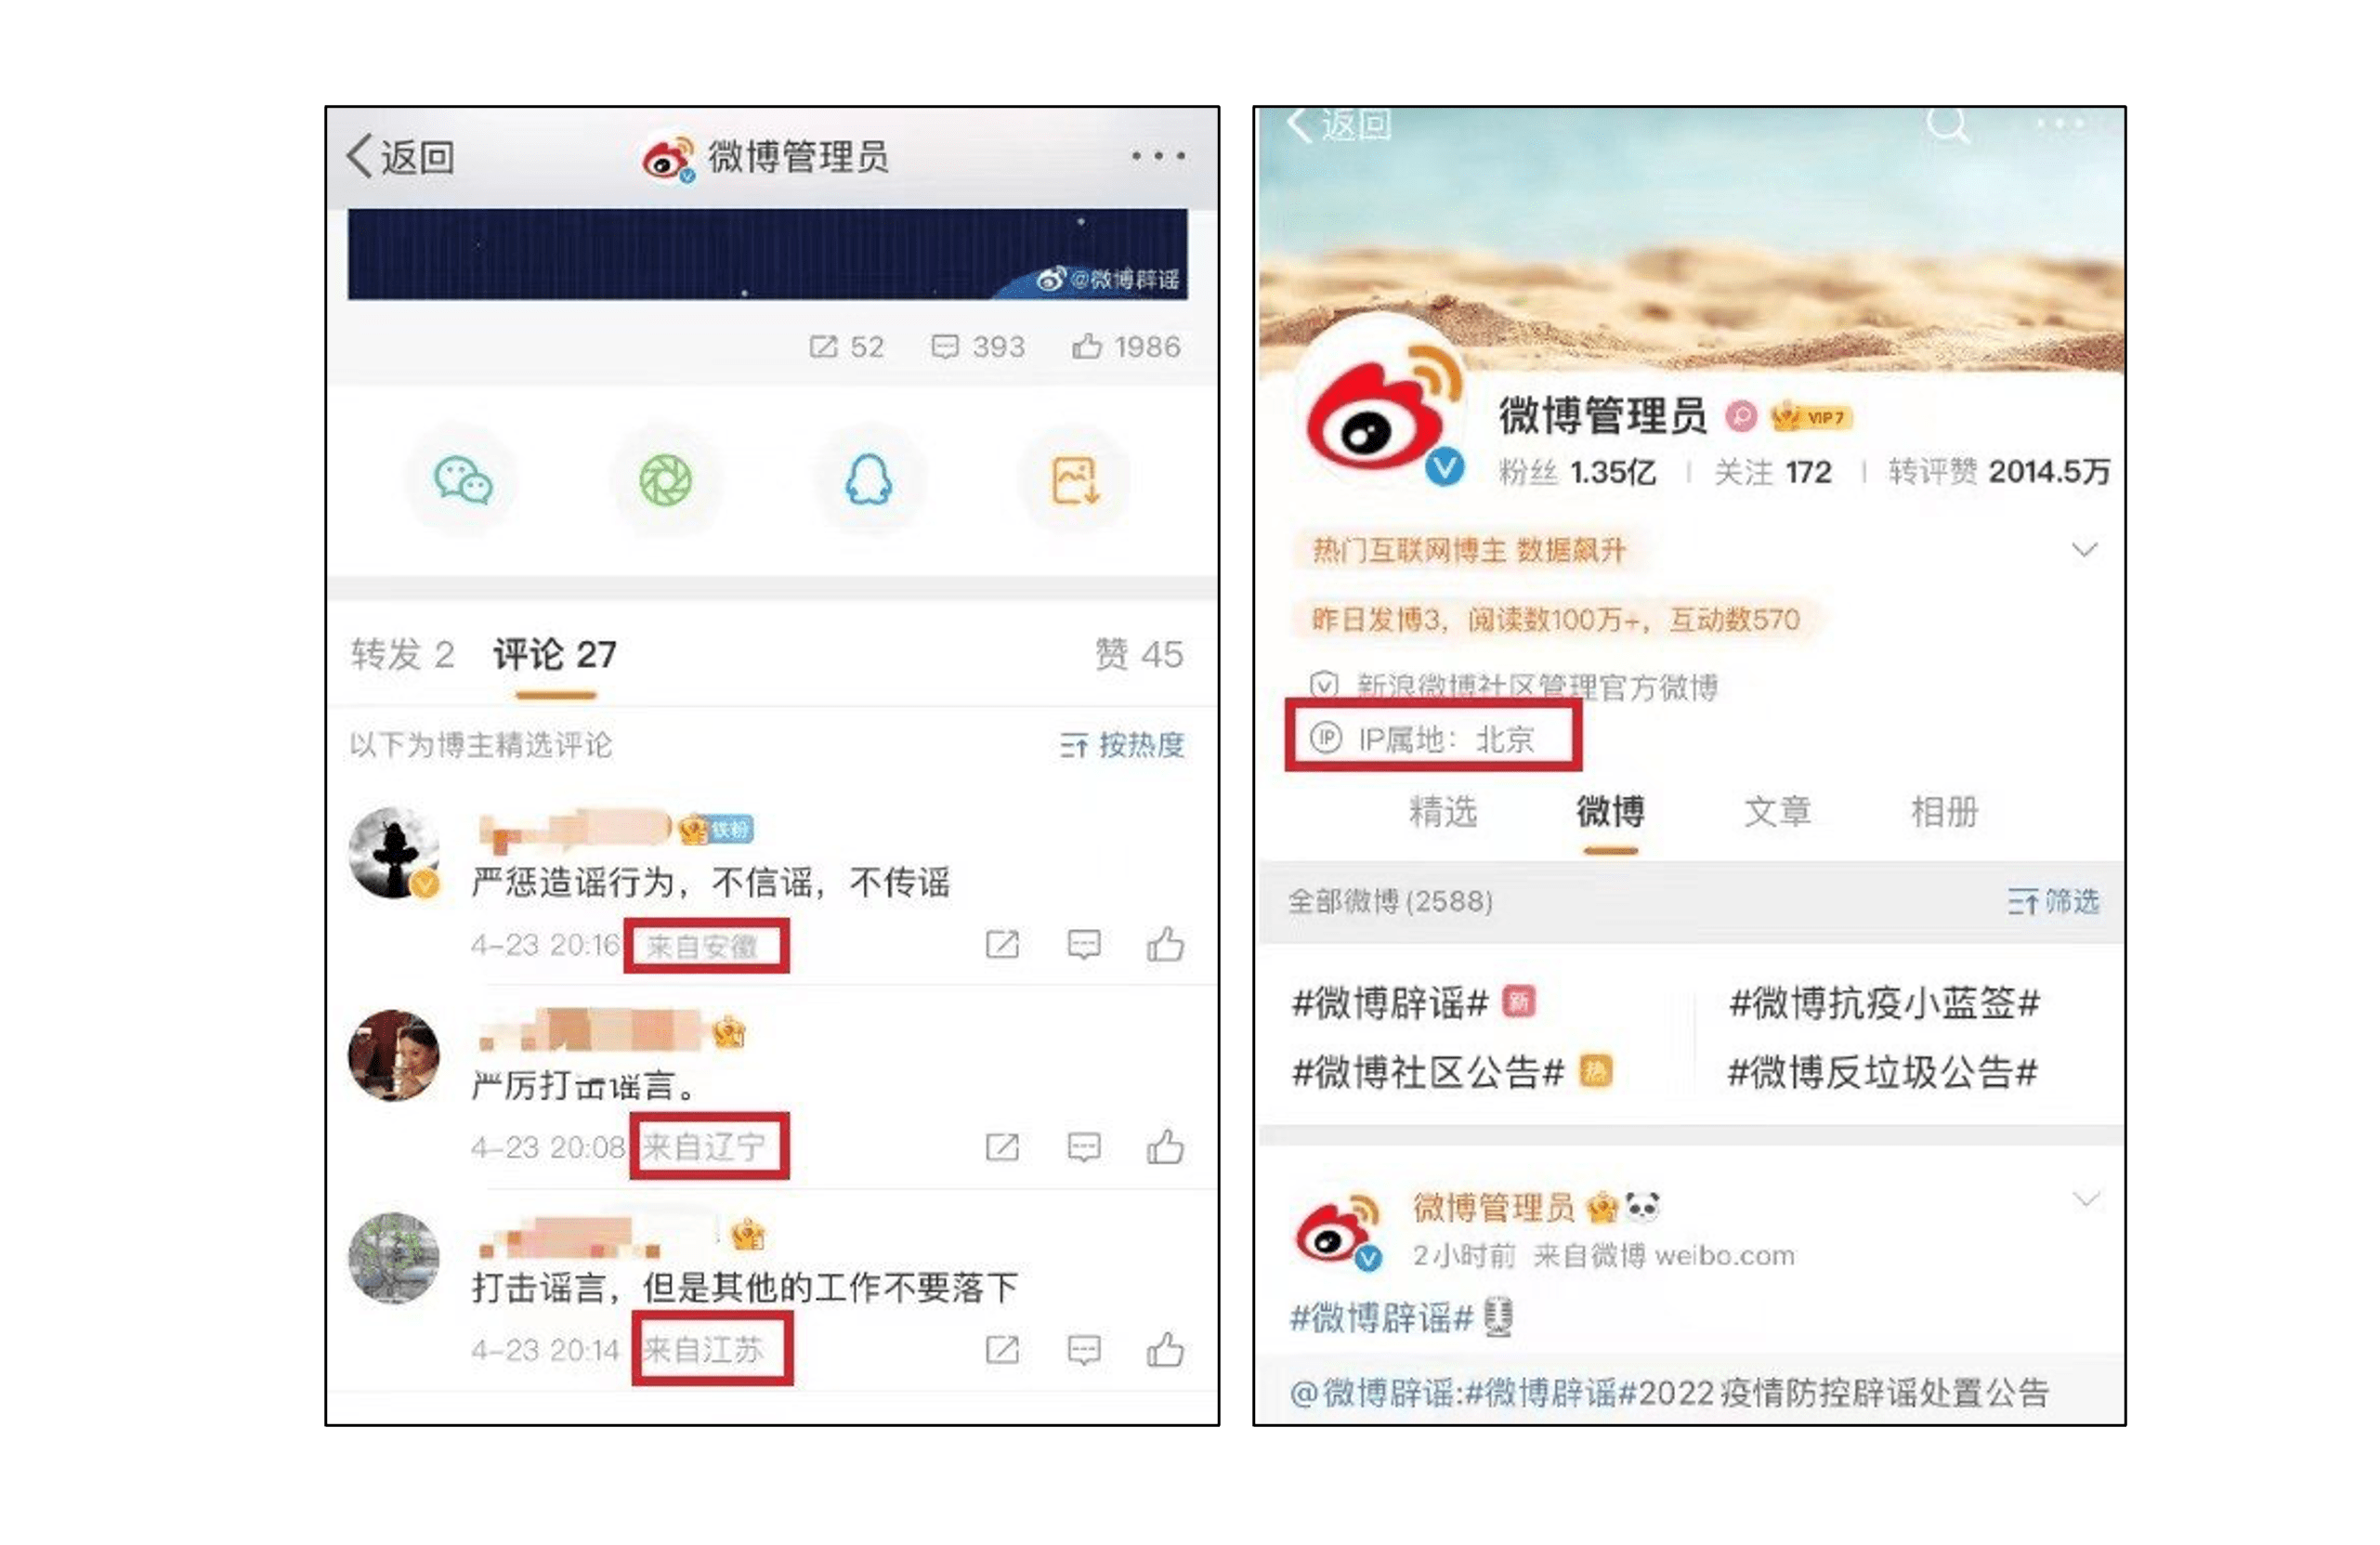 返回
微博管理员
@微博辟谣
52 393 1986
转发 2 评论 27 赞 45
以下为博主精选评论 按热度
铁粉
严惩造谣行为，不信谣，不传谣
4-23 20:16 来自安徽
严厉打击谣言。
4-23 20:08 来自辽宁
打击谣言，但是其他的工作不要落下
4-23 20:14 来自江苏
返回
微博管理员 VIP 7
粉丝 1.35亿 关注 172 转评赞 2014.5万
热门互联网博主 数据飙升
昨日发博3，阅读数100万+，互动数570
新浪微博社区管理官方微博
IP IP属地：北京
精选 微博 文章 相册
全部微博(2588) 筛选
#微博辟谣# 新 #微博抗疫小蓝签#
#微博社区公告# 热 #微博反垃圾公告#
微博管理员
2小时前 来自微博 weibo.com
#微博辟谣#
@微博辟谣:#微博辟谣#2022疫情防控辟谣处置公告